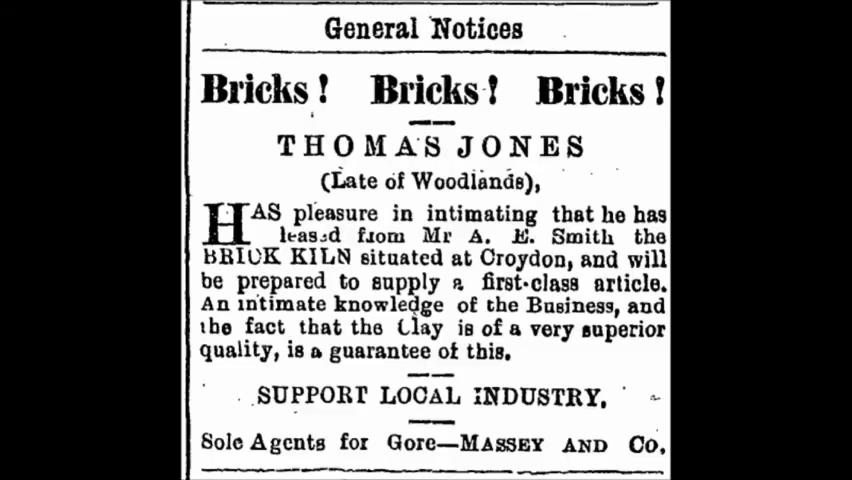 General Notices
Bricks! Bricks! Bricks!
THOMAS JONES
(Late of Woodlands),
HAS pleasure in intimating that he has
leased from Mr A. E. Smith the
BRICK KILN situated at Croydon, and will
be prepared to supply a first-class article.
An intimate knowledge of the Business, and
the fact that the Clay is of a very superior
quality, is a guarantee of this.
SUPPORT LOCAL INDUSTRY.
Sole Agents for Gore—MASSEY AND CO.